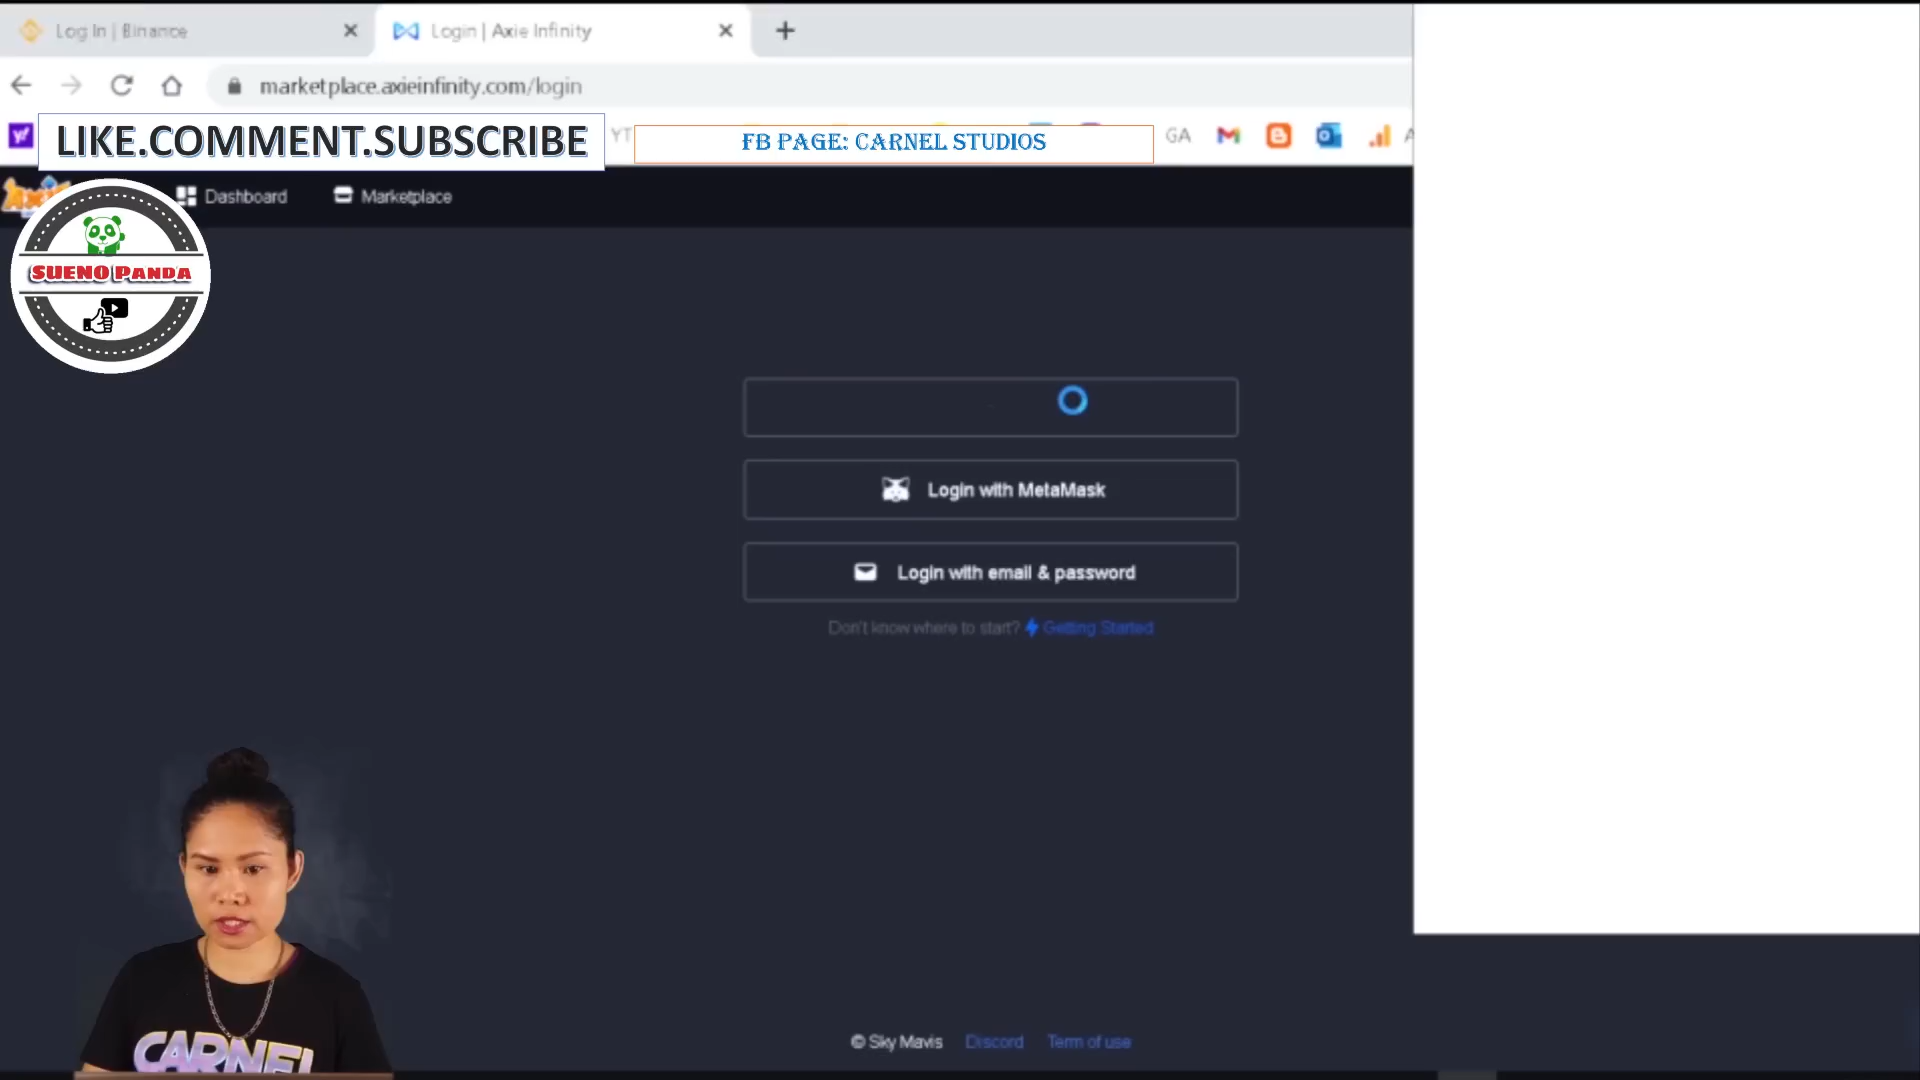 Log In | Binance
Login | Axie Infinity
marketplace.axieinfinity.com/login
LIKE.COMMENT.SUBSCRIBE
YT
FB PAGE: CARNEL STUDIOS
GA
Dashboard
Marketplace
SUENO PANDA
Login with MetaMask
Login with email & password
Don't know where to start? Getting Started
CARNEL
© Sky Mavis Discord Term of use